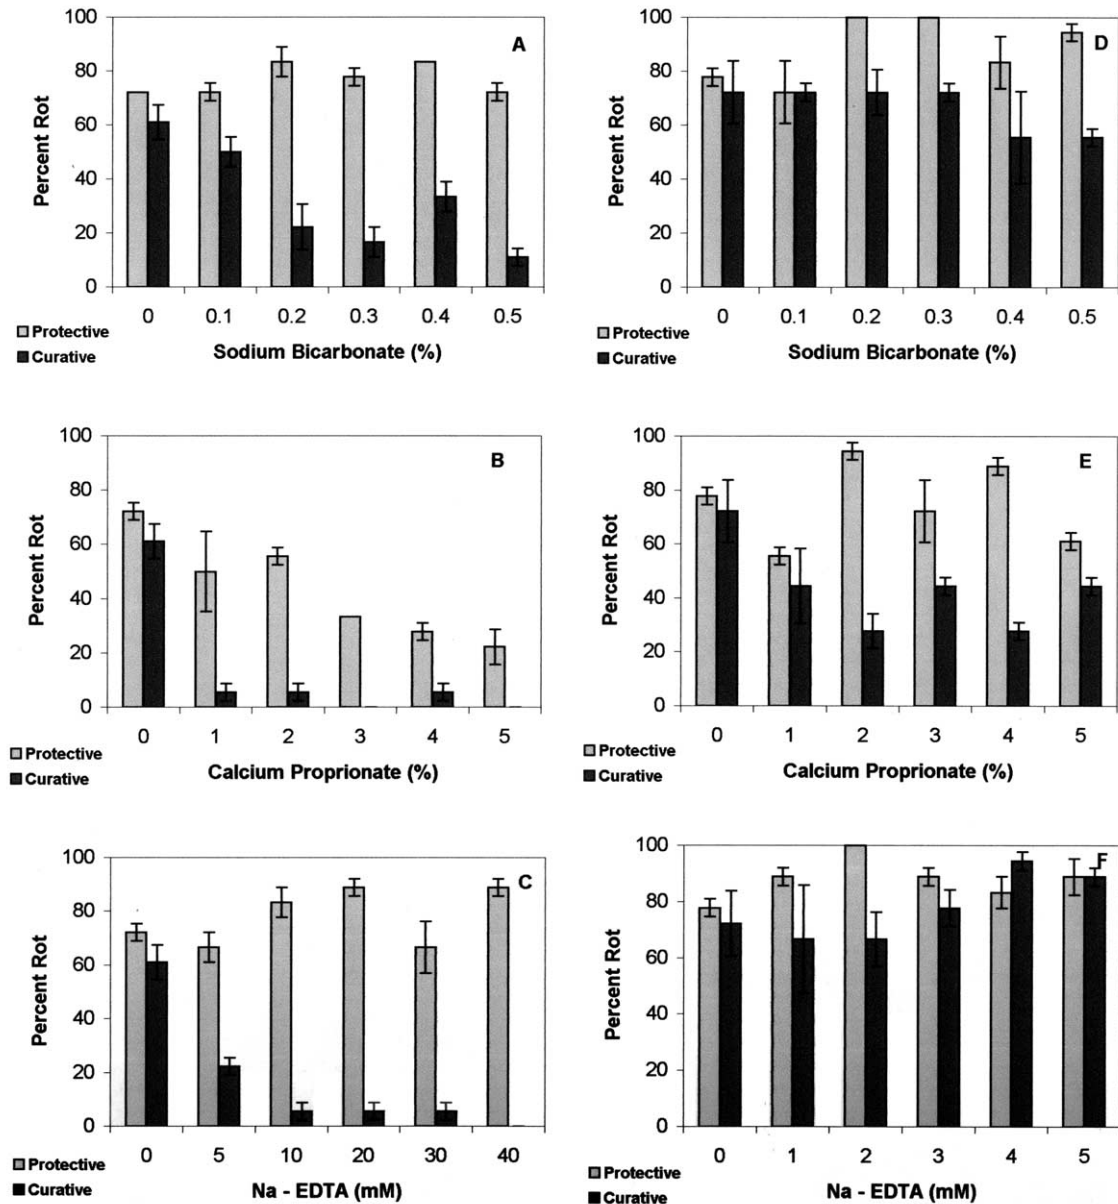 100
80
60
40
20
0
Percent Rot
A
0 0.1 0.2 0.3 0.4 0.5
Protective
Curative
Sodium Bicarbonate (%)
100
80
60
40
20
0
Percent Rot
D
0 0.1 0.2 0.3 0.4 0.5
Protective
Curative
Sodium Bicarbonate (%)
100
80
60
40
20
0
Percent Rot
B
0 1 2 3 4 5
Protective
Curative
Calcium Proprionate (%)
100
80
60
40
20
0
Percent Rot
E
0 1 2 3 4 5
Protective
Curative
Calcium Proprionate (%)
100
80
60
40
20
0
Percent Rot
C
0 5 10 20 30 40
Protective
Curative
Na - EDTA (mM)
100
80
60
40
20
0
Percent Rot
F
0 1 2 3 4 5
Protective
Curative
Na - EDTA (mM)